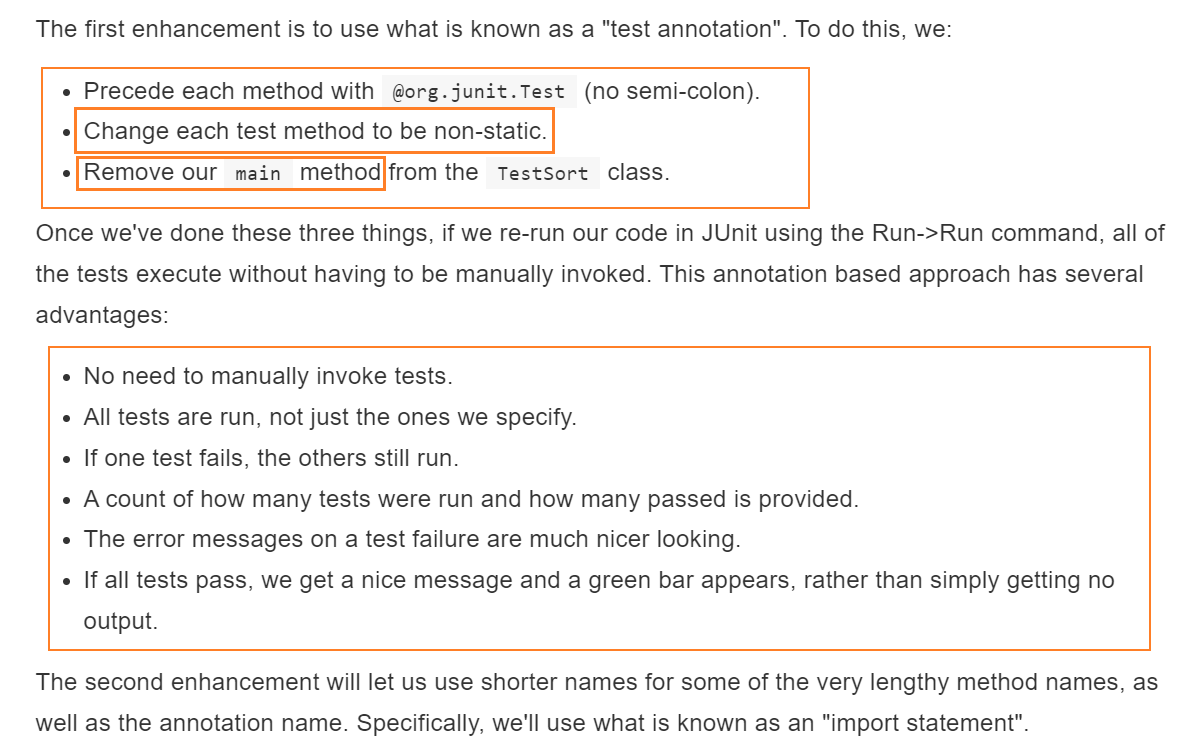 The first enhancement is to use what is known as a "test annotation". To do this, we:
Precede each method with @org.junit.Test (no semi-colon).
Change each test method to be non-static.
Remove our main method from the TestSort class.
Once we've done these three things, if we re-run our code in JUnit using the Run->Run command, all of
the tests execute without having to be manually invoked. This annotation based approach has several
advantages:
No need to manually invoke tests.
All tests are run, not just the ones we specify.
If one test fails, the others still run.
A count of how many tests were run and how many passed is provided.
The error messages on a test failure are much nicer looking.
If all tests pass, we get a nice message and a green bar appears, rather than simply getting no
output.
The second enhancement will let us use shorter names for some of the very lengthy method names, as
well as the annotation name. Specifically, we'll use what is known as an "import statement".